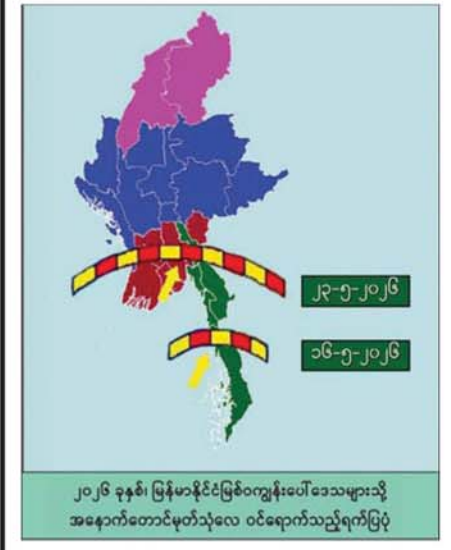 ၂၃-၅-၂၀၂၆
၁၆-၅-၂၀၂၆
၂၀၂၆ ခုနှစ်၊ မြန်မာနိုင်ငံမြစ်ဝကျွန်းပေါ်ဒေသများသို့
အနောက်တောင်မုတ်သုံလေ ဝင်ရောက်သည့်ရက်ပြပုံ